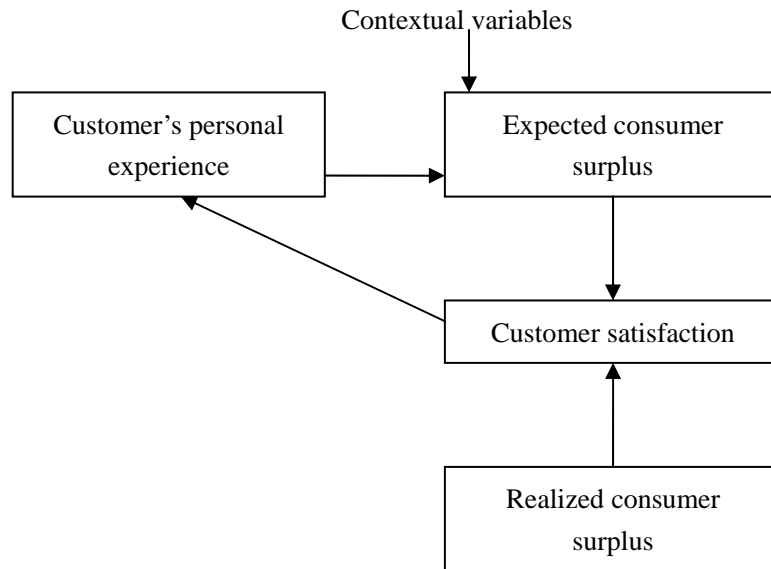 Contextual variables
Customer’s personal
experience
Expected consumer
surplus
Customer satisfaction
Realized consumer
surplus